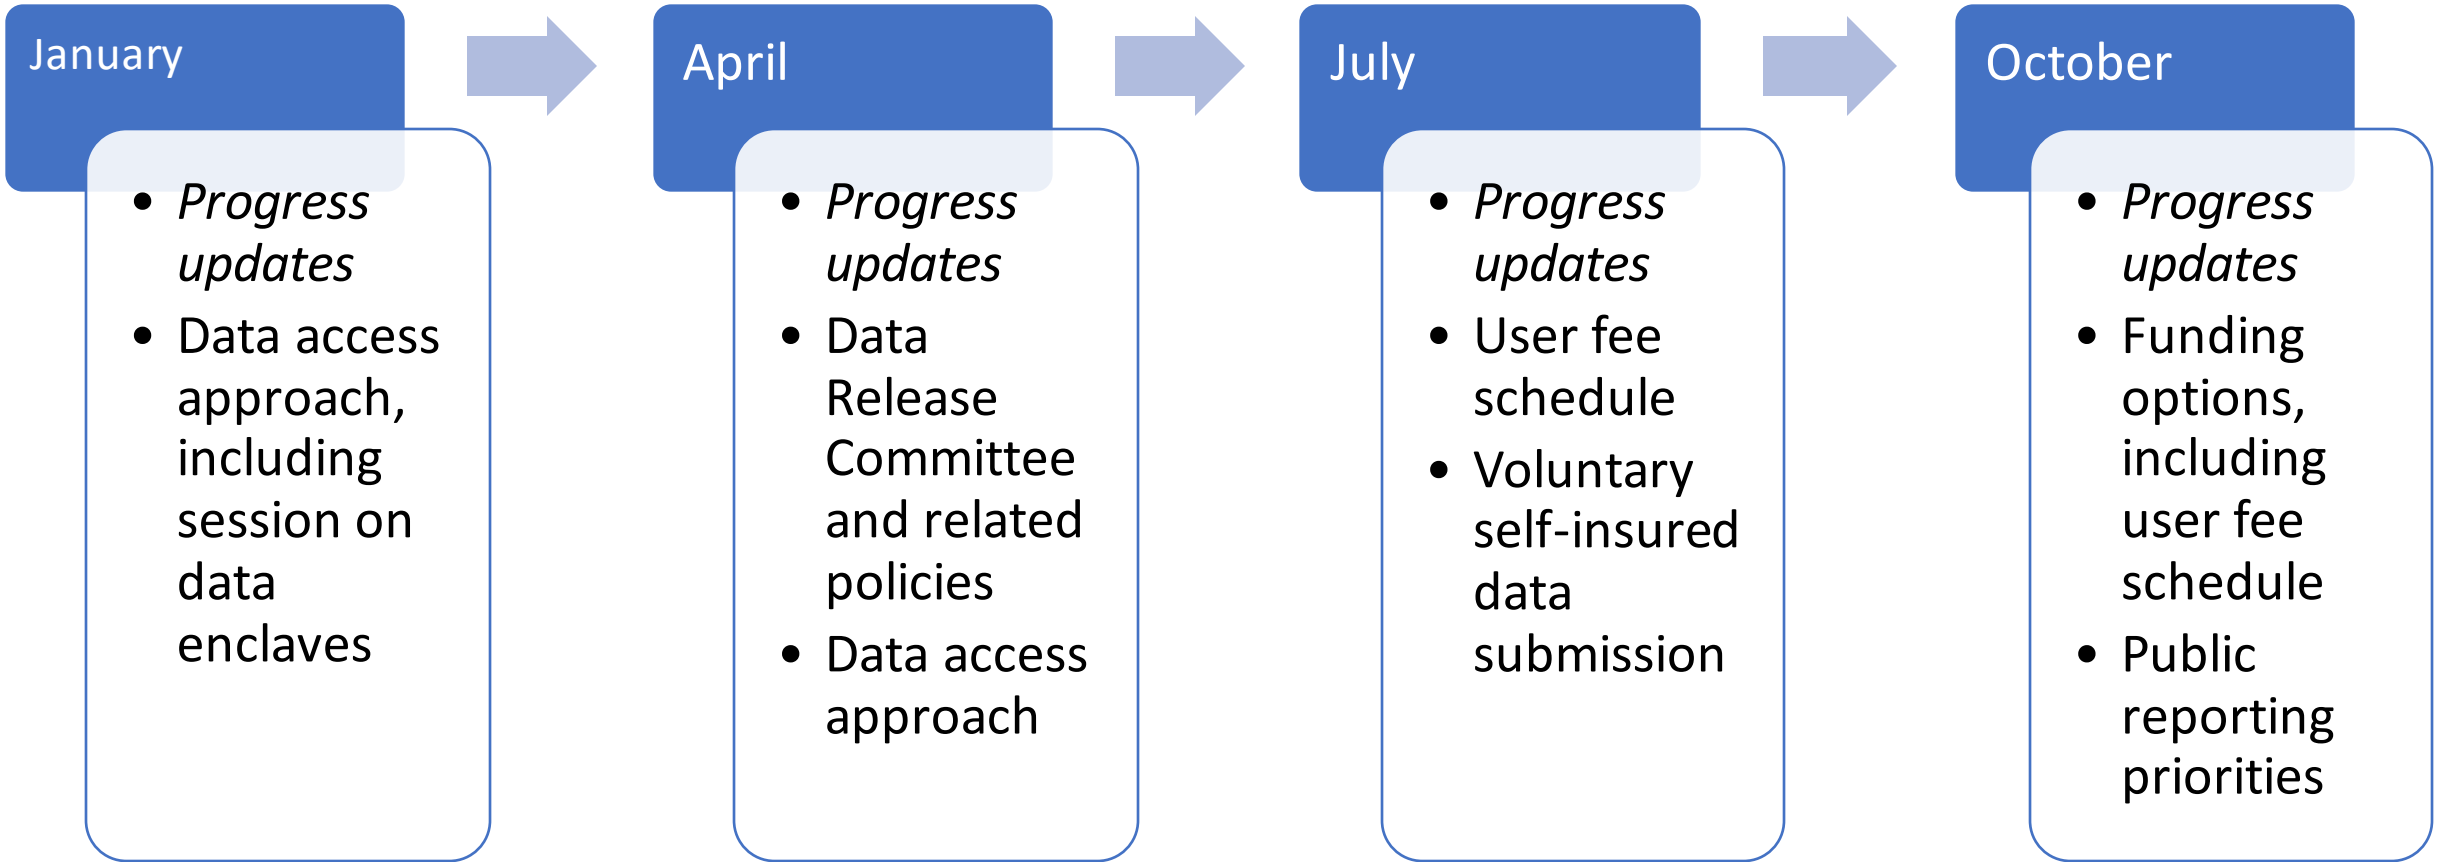 January
• Progress
updates
• Data access
approach,
including
session on
data
enclaves
April
• Progress
updates
• Data
Release
Committee
and related
policies
• Data access
approach
July
• Progress
updates
• User fee
schedule
• Voluntary
self-insured
data
submission
October
• Progress
updates
• Funding
options,
including
user fee
schedule
• Public
reporting
priorities